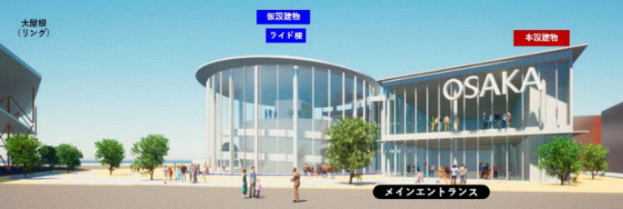 大屋根
（リング）
仮設建物
ライド棟
本設建物
OSAKA
メインエントランス